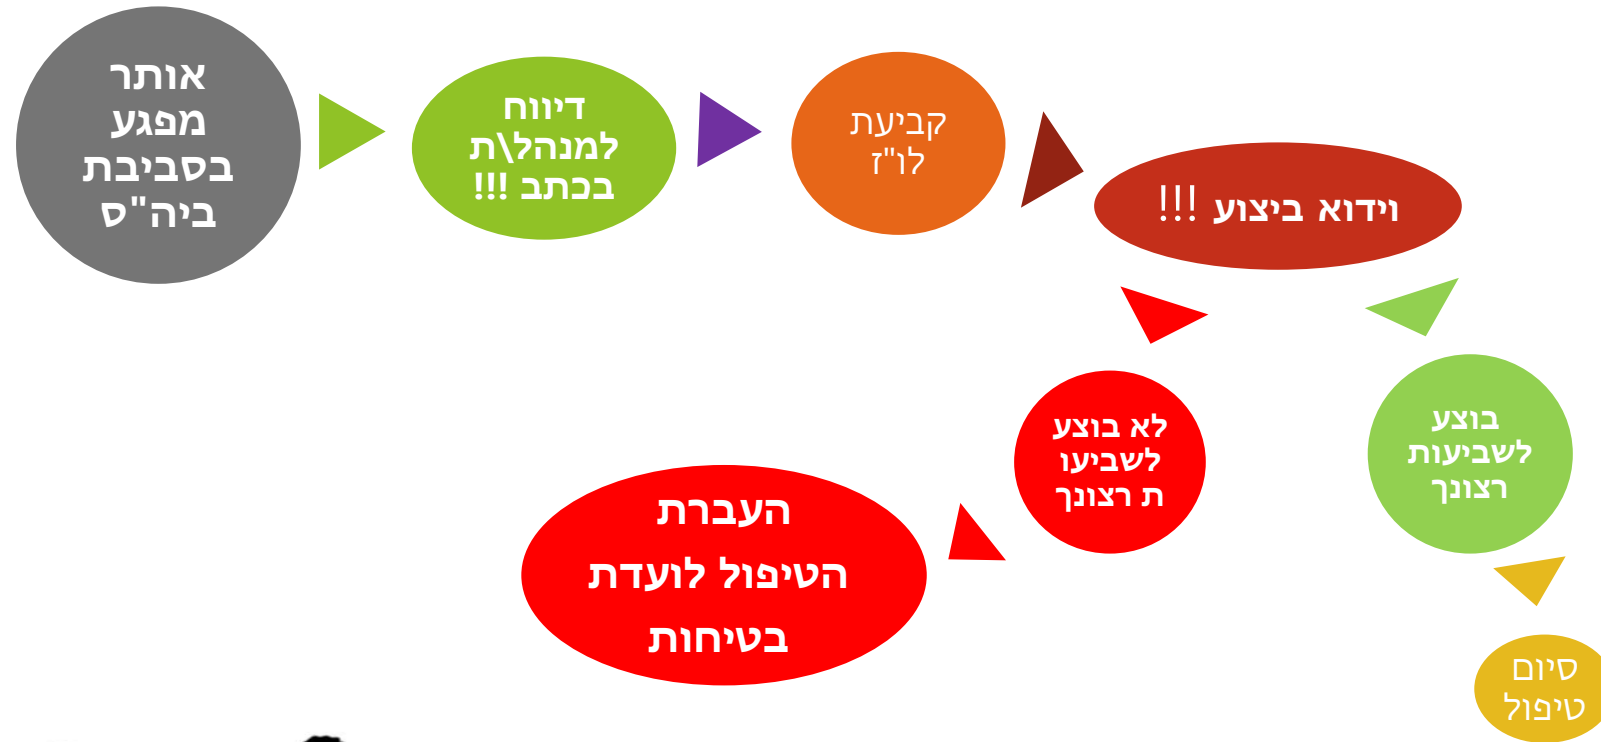 אותר
מפגע
בסביבת
ביה"ס
דיווח
למנהל\ת
בכתב !!!
קביעת
לו"ז
וידוא ביצוע !!!
לא בוצע
לשביעו
ת רצונך
בוצע
לשביעות
רצונך
העברת
הטיפול לועדת
בטיחות
סיום
טיפול